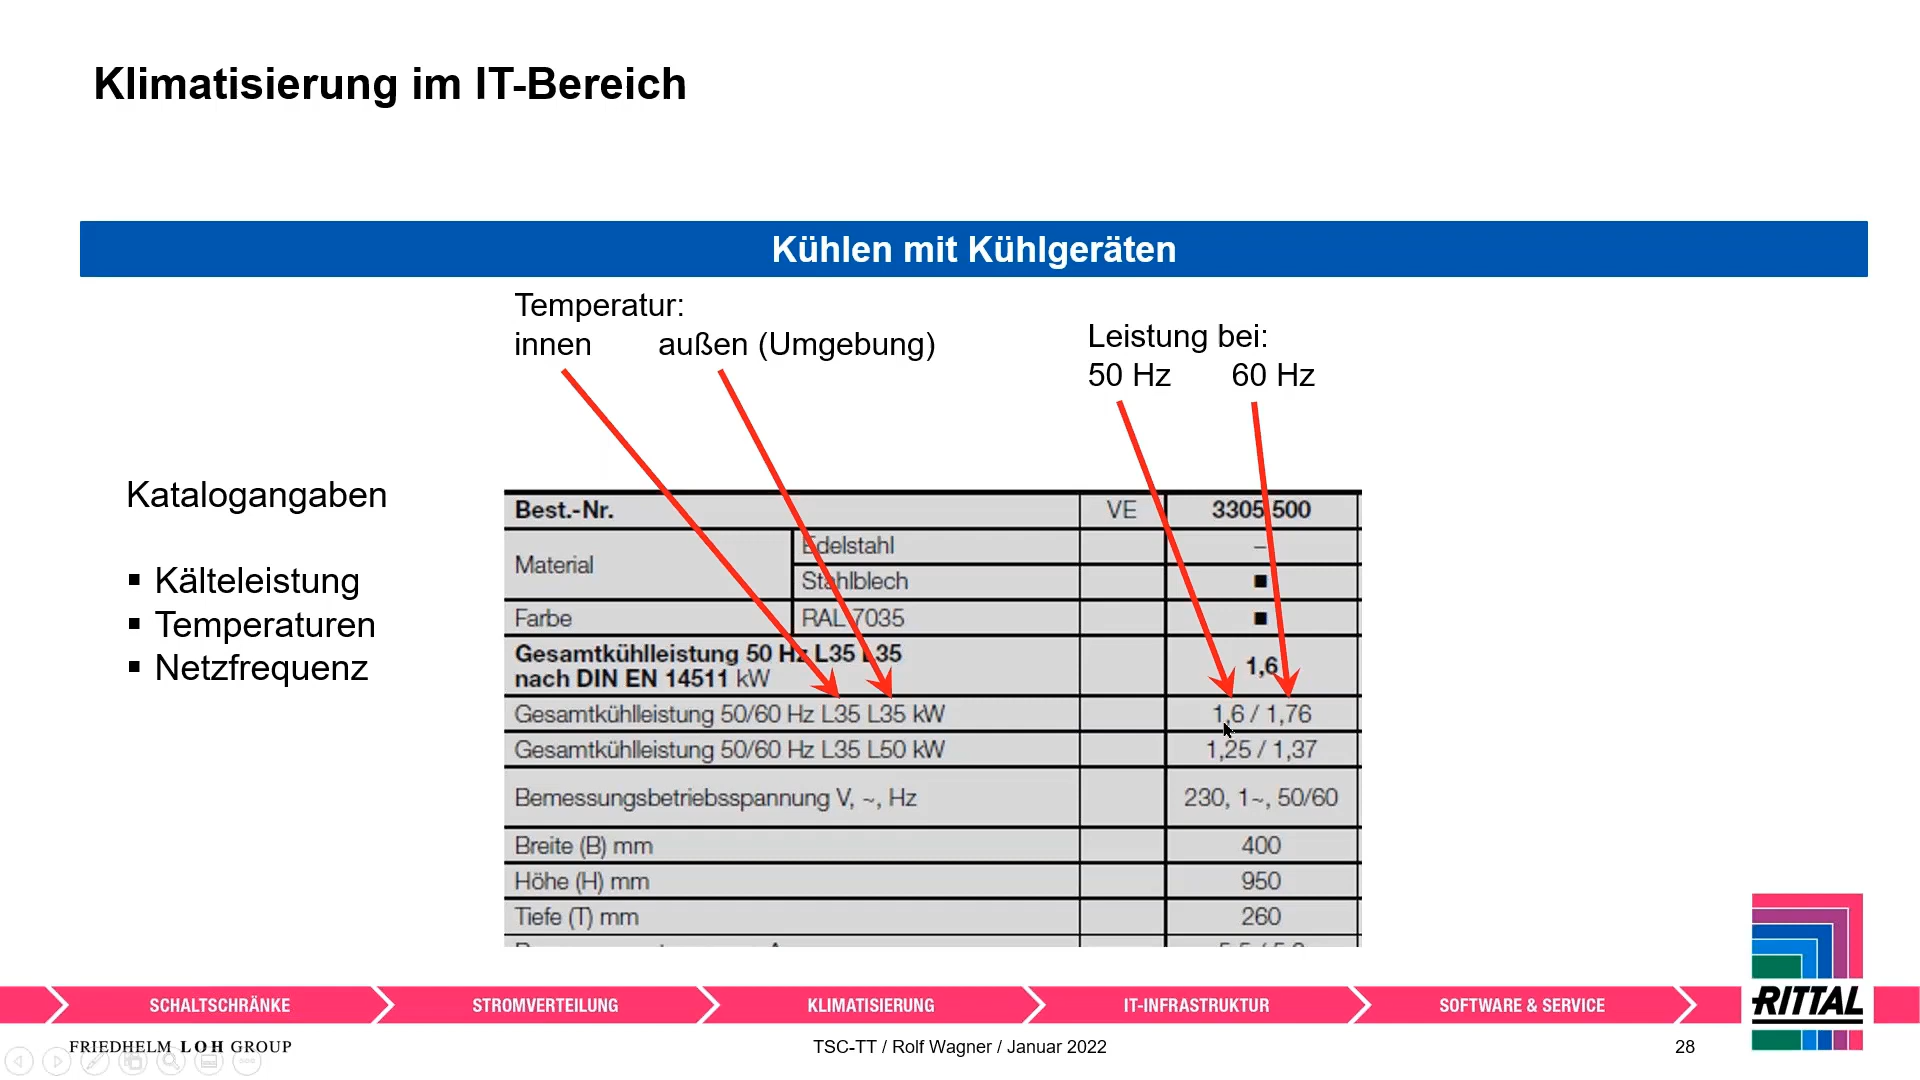 Klimatisierung im IT-Bereich
Kühlen mit Kühlgeräten
Temperatur:
innen außen (Umgebung)
Leistung bei:
50 Hz 60 Hz
Katalogangaben
▪ Kälteleistung
▪ Temperaturen
▪ Netzfrequenz
Best.-Nr. VE 3305.500
Material Edelstahl –
Stahlblech ■
Farbe RAL 7035 ■
Gesamtkühlleistung 50 Hz L35 L35
nach DIN EN 14511 kW 1,6
Gesamtkühlleistung 50/60 Hz L35 L35 kW 1,6 / 1,76
Gesamtkühlleistung 50/60 Hz L35 L50 kW 1,25 / 1,37
Bemessungsbetriebsspannung V, ~, Hz 230, 1~, 50/60
Breite (B) mm 400
Höhe (H) mm 950
Tiefe (T) mm 260
SCHALTSCHRÄNKE STROMVERTEILUNG KLIMATISIERUNG IT-INFRASTRUKTUR SOFTWARE & SERVICE
RITTAL
FRIEDHELM LOH GROUP TSC-TT / Rolf Wagner / Januar 2022 28